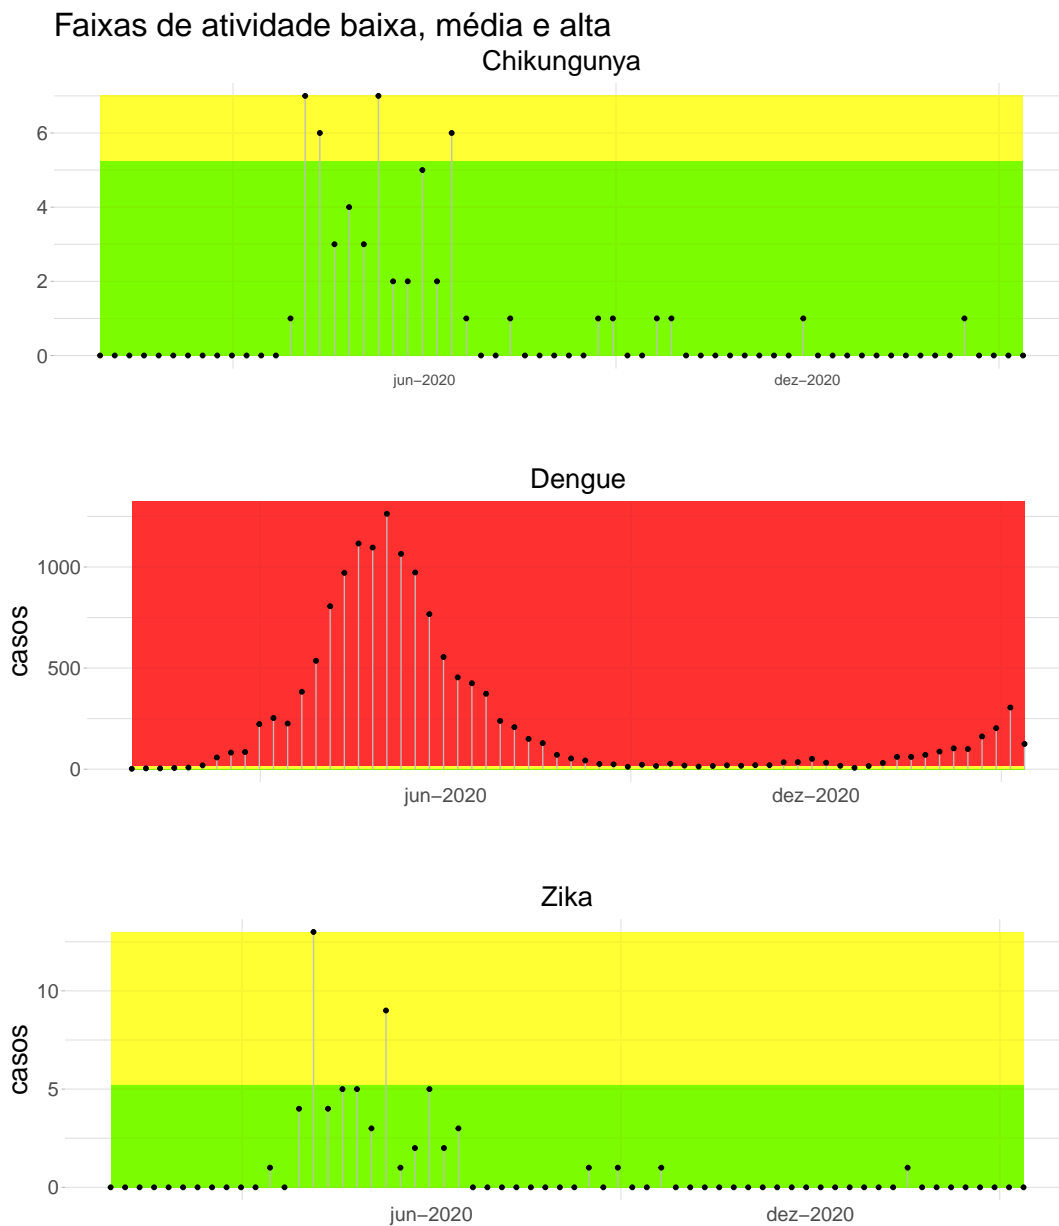 Faixas de atividade baixa, média e alta
Chikungunya
6
4
2
0
jun−2020 dez−2020
Dengue
casos
1000
500
0
jun−2020 dez−2020
Zika
casos
10
5
0
jun−2020 dez−2020